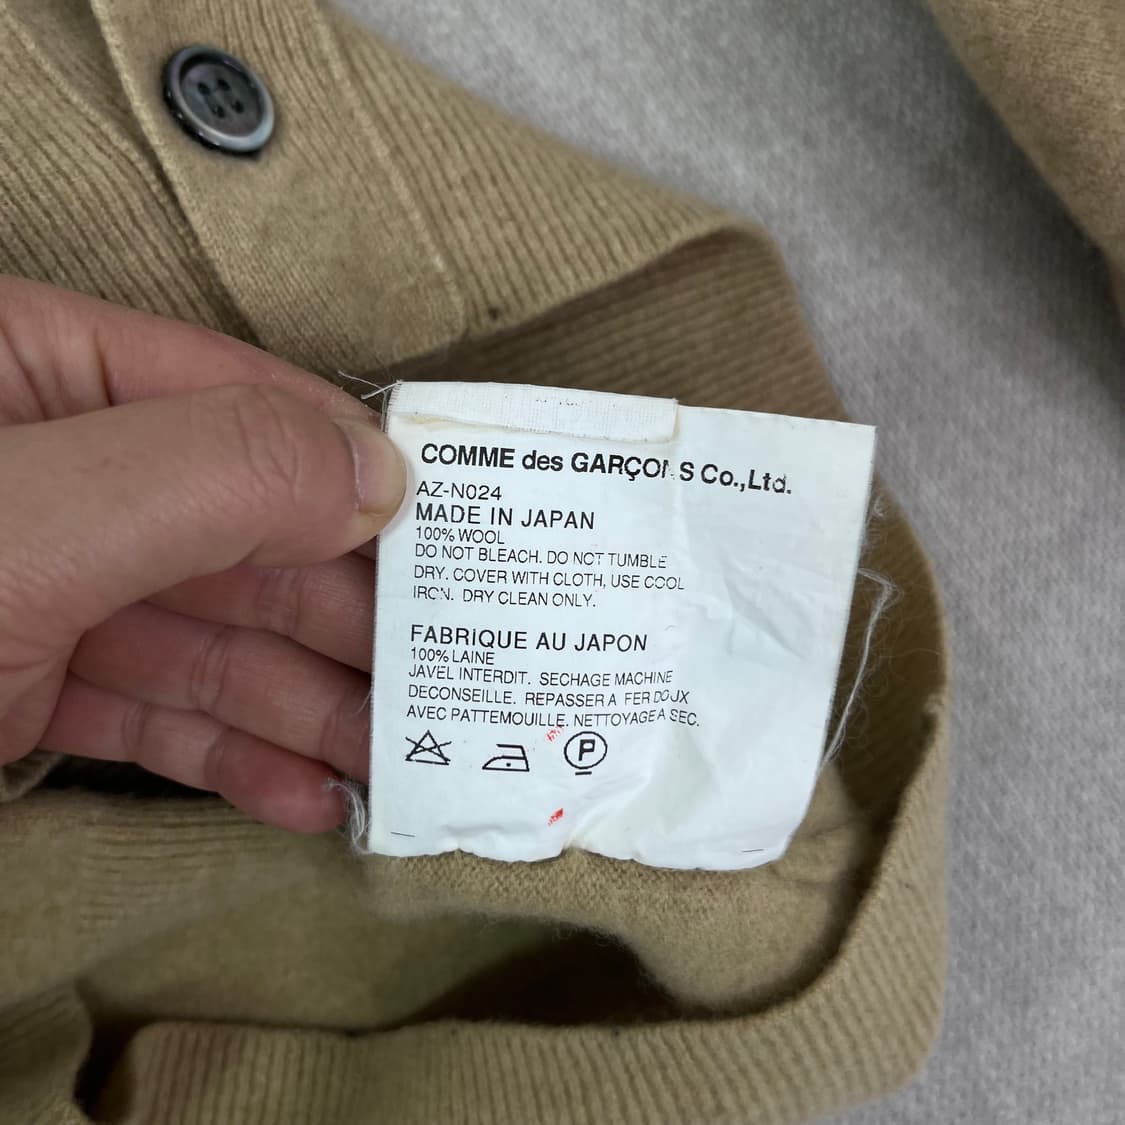 COMME des GARÇONS Co.,Ltd.
AZ-N024
MADE IN JAPAN
100% WOOL
DO NOT BLEACH. DO NOT TUMBLE
DRY. COVER WITH CLOTH, USE COOL
IRON. DRY CLEAN ONLY.
FABRIQUE AU JAPON
100% LAINE
JAVEL INTERDIT. SECHAGE MACHINE
DECONSEILLE. REPASSER A FER DOUX
AVEC PATTEMOUILLE. NETTOYAGE A SEC.
P